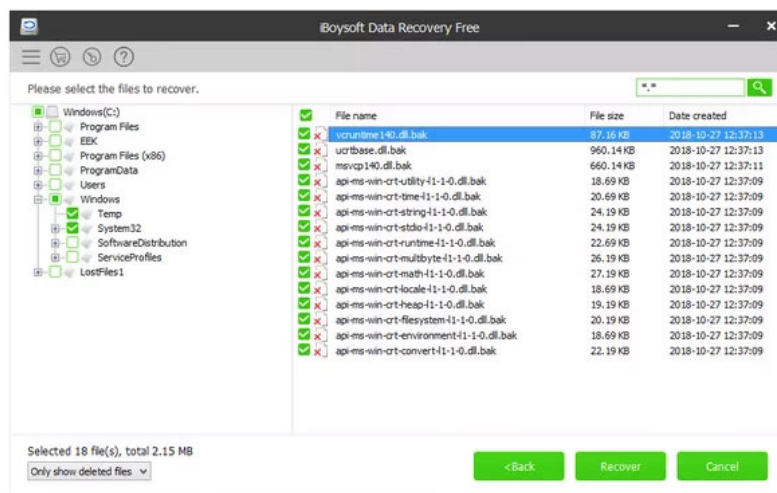 iBoysoft Data Recovery Free
Please select the files to recover.
*.*
Windows(C:)
Program Files
EEK
Program Files (x86)
ProgramData
Users
Windows
Temp
System32
SoftwareDistribution
ServiceProfiles
LostFiles1
File name File size Date created
vcruntime140.dll.bak 87.16 KB 2018-10-27 12:37:13
ucrtbase.dll.bak 960.14 KB 2018-10-27 12:37:13
msvcp140.dll.bak 660.14 KB 2018-10-27 12:37:11
api-ms-win-crt-utility-l1-1-0.dll.bak 18.69 KB 2018-10-27 12:37:09
api-ms-win-crt-time-l1-1-0.dll.bak 20.69 KB 2018-10-27 12:37:09
api-ms-win-crt-string-l1-1-0.dll.bak 24.19 KB 2018-10-27 12:37:09
api-ms-win-crt-stdio-l1-1-0.dll.bak 24.19 KB 2018-10-27 12:37:09
api-ms-win-crt-runtime-l1-1-0.dll.bak 22.69 KB 2018-10-27 12:37:09
api-ms-win-crt-multibyte-l1-1-0.dll.bak 26.19 KB 2018-10-27 12:37:09
api-ms-win-crt-math-l1-1-0.dll.bak 27.19 KB 2018-10-27 12:37:09
api-ms-win-crt-locale-l1-1-0.dll.bak 18.69 KB 2018-10-27 12:37:09
api-ms-win-crt-heap-l1-1-0.dll.bak 19.19 KB 2018-10-27 12:37:09
api-ms-win-crt-filesystem-l1-1-0.dll.bak 20.19 KB 2018-10-27 12:37:09
api-ms-win-crt-environment-l1-1-0.dll.bak 18.69 KB 2018-10-27 12:37:09
api-ms-win-crt-convert-l1-1-0.dll.bak 22.19 KB 2018-10-27 12:37:09
Selected 18 file(s), total 2.15 MB
Only show deleted files
<Back Recover Cancel